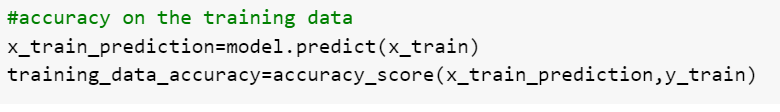 #accuracy on the training data
x_train_prediction=model.predict(x_train)
training_data_accuracy=accuracy_score(x_train_prediction,y_train)